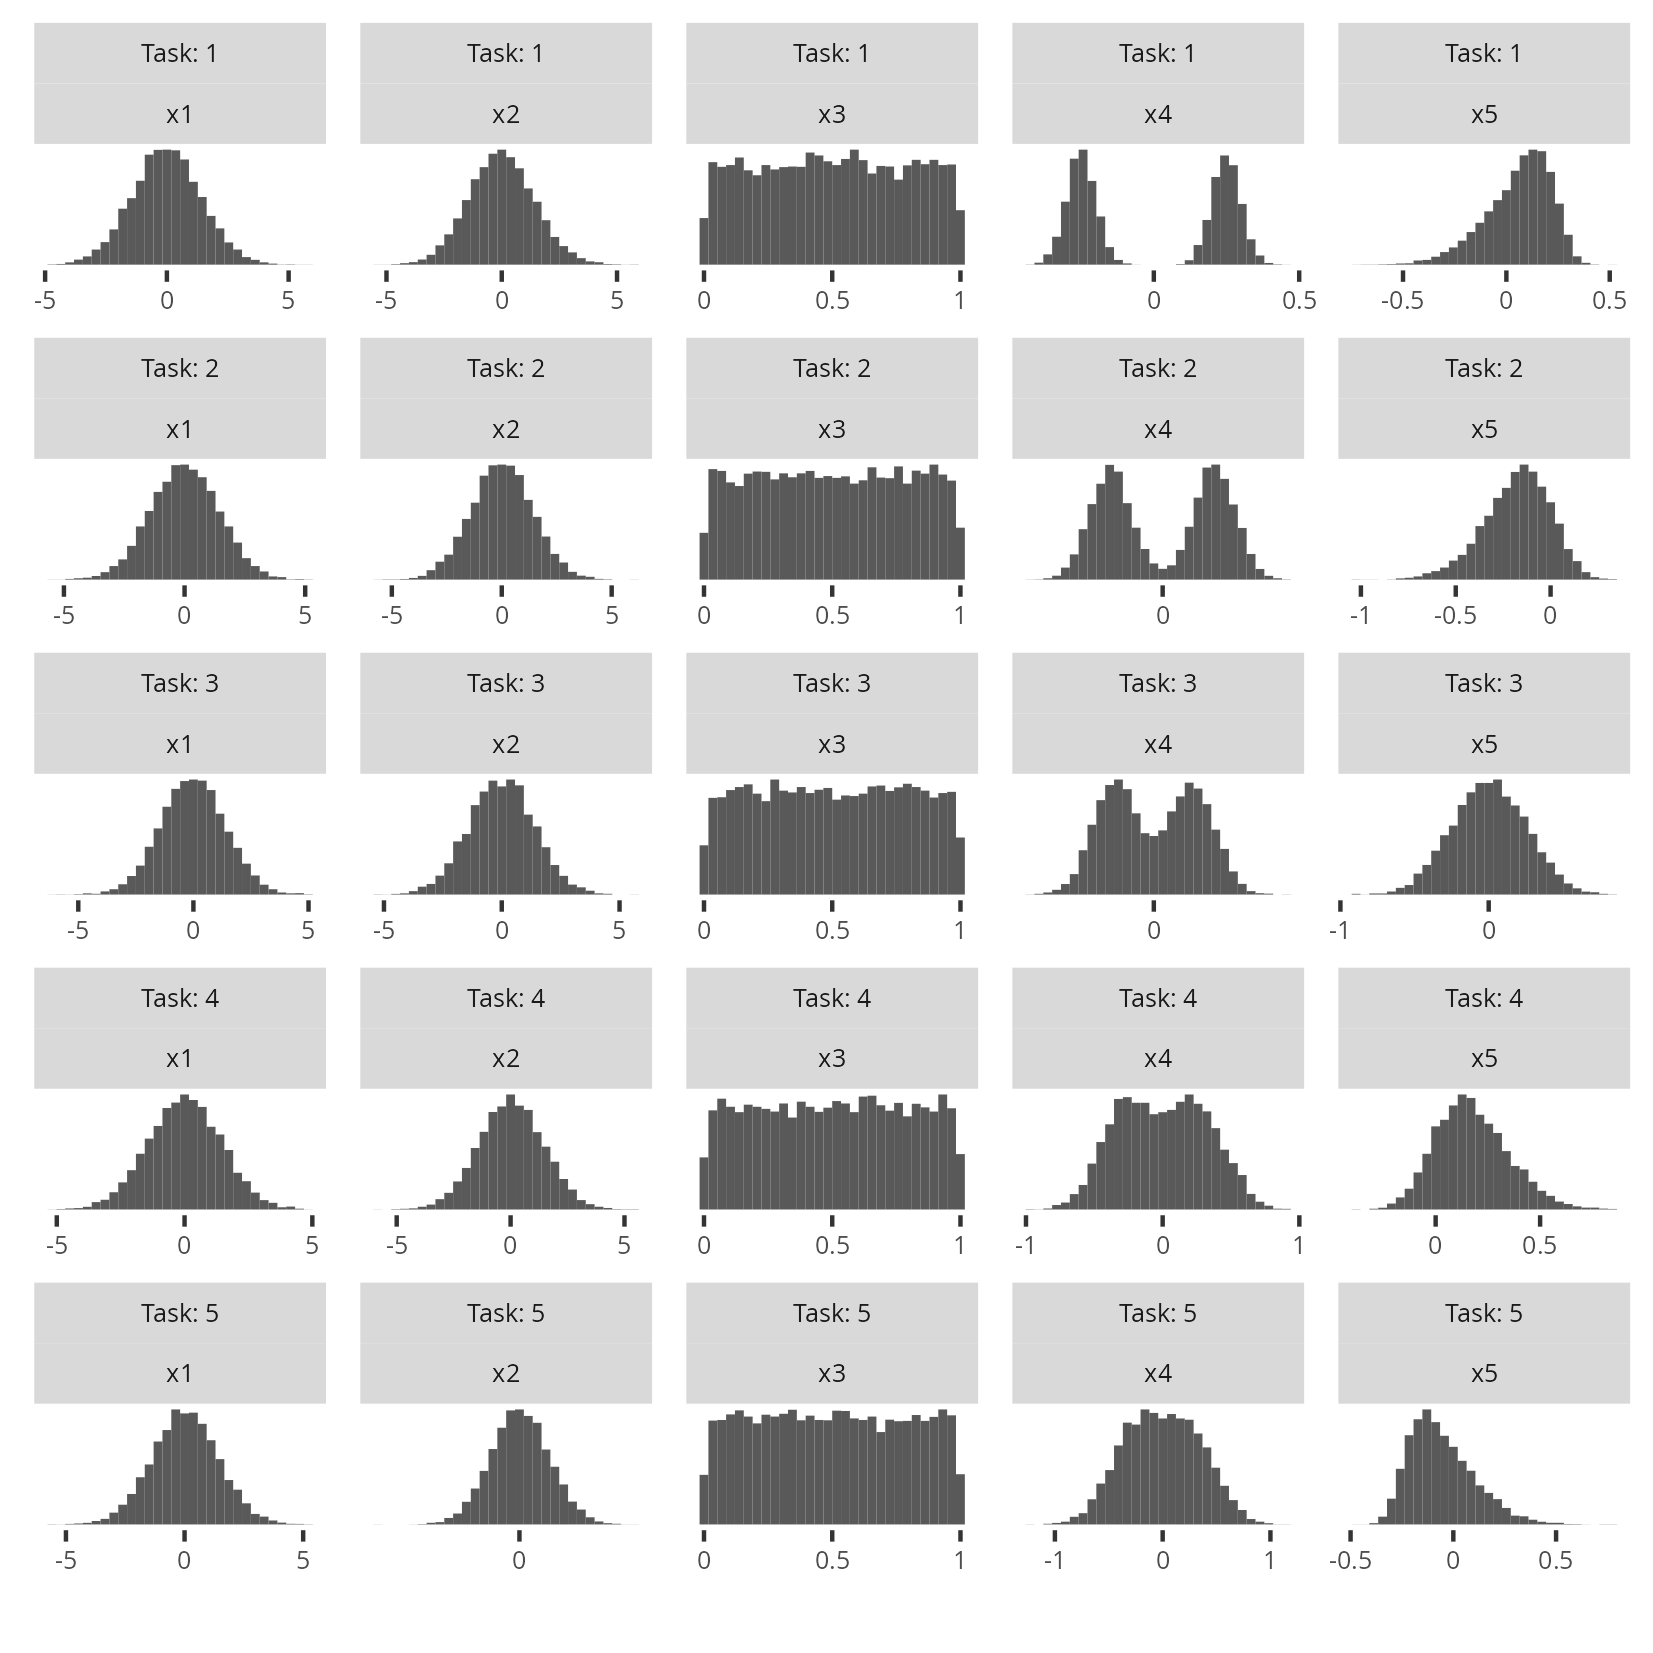 Task: 1 Task: 1 Task: 1 Task: 1 Task: 1
x1 x2 x3 x4 x5
-5 0 5 -5 0 5 0 0.5 1 0 0.5 -0.5 0 0.5
Task: 2 Task: 2 Task: 2 Task: 2 Task: 2
x1 x2 x3 x4 x5
-5 0 5 -5 0 5 0 0.5 1 0 -1 -0.5 0
Task: 3 Task: 3 Task: 3 Task: 3 Task: 3
x1 x2 x3 x4 x5
-5 0 5 -5 0 5 0 0.5 1 0 -1 0
Task: 4 Task: 4 Task: 4 Task: 4 Task: 4
x1 x2 x3 x4 x5
-5 0 5 -5 0 5 0 0.5 1 -1 0 1 0 0.5
Task: 5 Task: 5 Task: 5 Task: 5 Task: 5
x1 x2 x3 x4 x5
-5 0 5 0 0 0.5 1 -1 0 1 -0.5 0 0.5